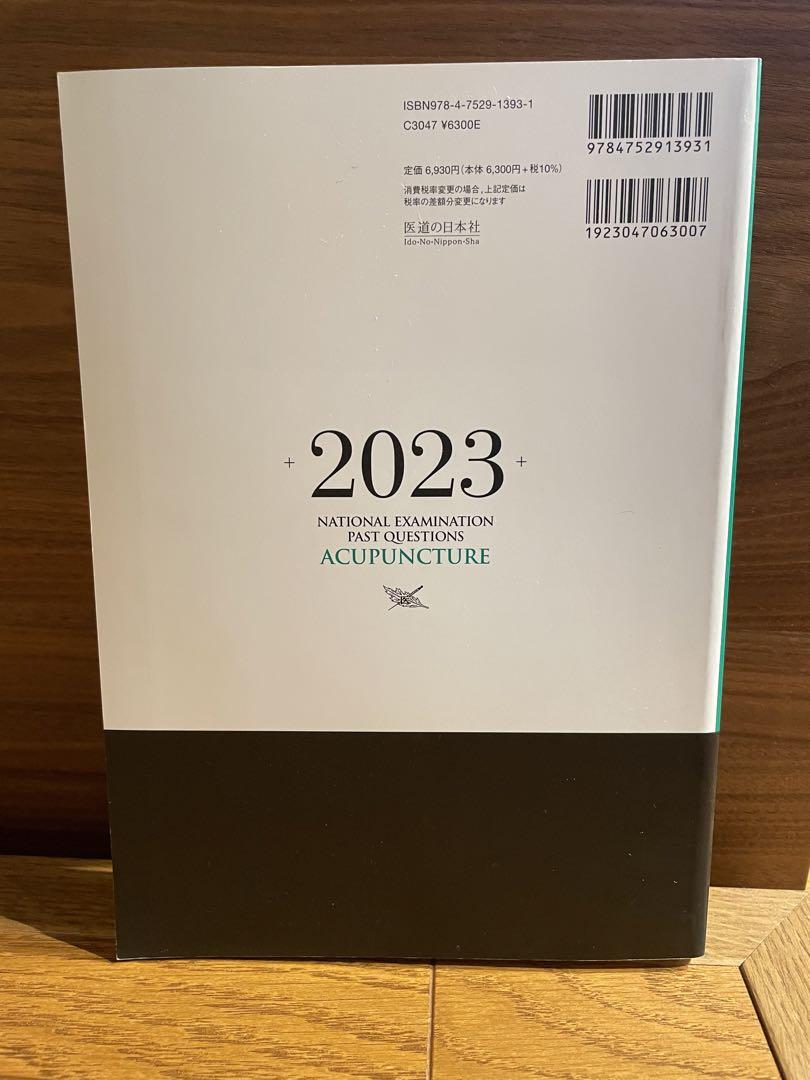 ISBN978-4-7529-1393-1
C3047 ¥6300E
9784752913931
定価 6,930円(本体 6,300円+税10%)
消費税率変更の場合,上記定価は
税率の差額分変更になります
1923047063007
医道の日本社
Ido-No-Nippon-Sha
+ 2023 +
NATIONAL EXAMINATION
PAST QUESTIONS
ACUPUNCTURE
医